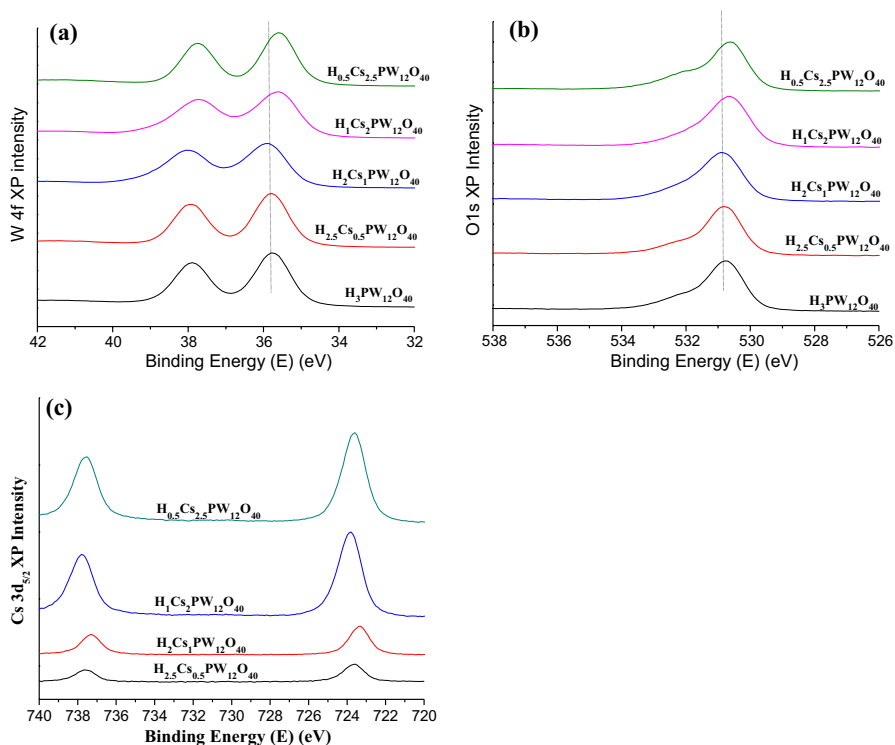 (a)
W 4f XP intensity
H0.5Cs2.5PW12O40
H1Cs2PW12O40
H2Cs1PW12O40
H2.5Cs0.5PW12O40
H3PW12O40
42 40 38 36 34 32
Binding Energy (E) (eV)
(b)
O1s XP Intensity
H0.5Cs2.5PW12O40
H1Cs2PW12O40
H2Cs1PW12O40
H2.5Cs0.5PW12O40
H3PW12O40
538 536 534 532 530 528 526
Binding Energy (E) (eV)
(c)
Cs 3d5/2 XP Intensity
H0.5Cs2.5PW12O40
H1Cs2PW12O40
H2Cs1PW12O40
H2.5Cs0.5PW12O40
740 738 736 734 732 730 728 726 724 722 720
Binding Energy (E) (eV)